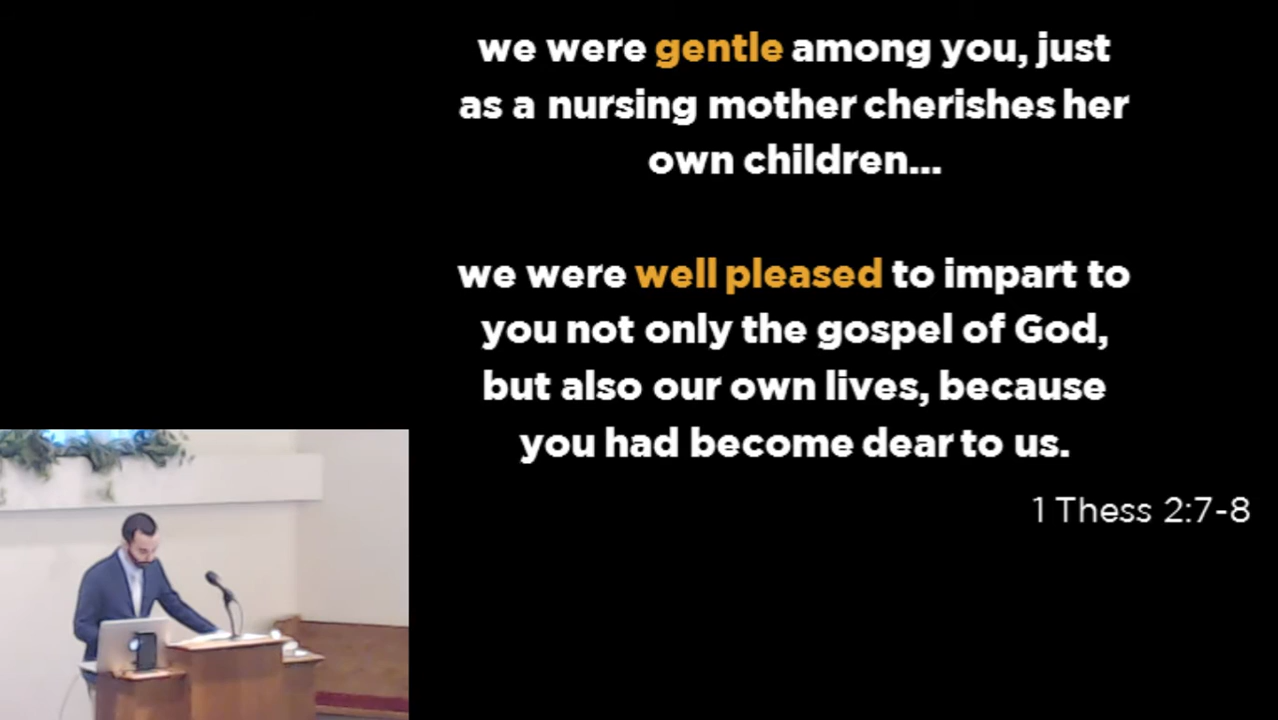 we were gentle among you, just
as a nursing mother cherishes her
own children...
we were well pleased to impart to
you not only the gospel of God,
but also our own lives, because
you had become dear to us.
1 Thess 2:7-8